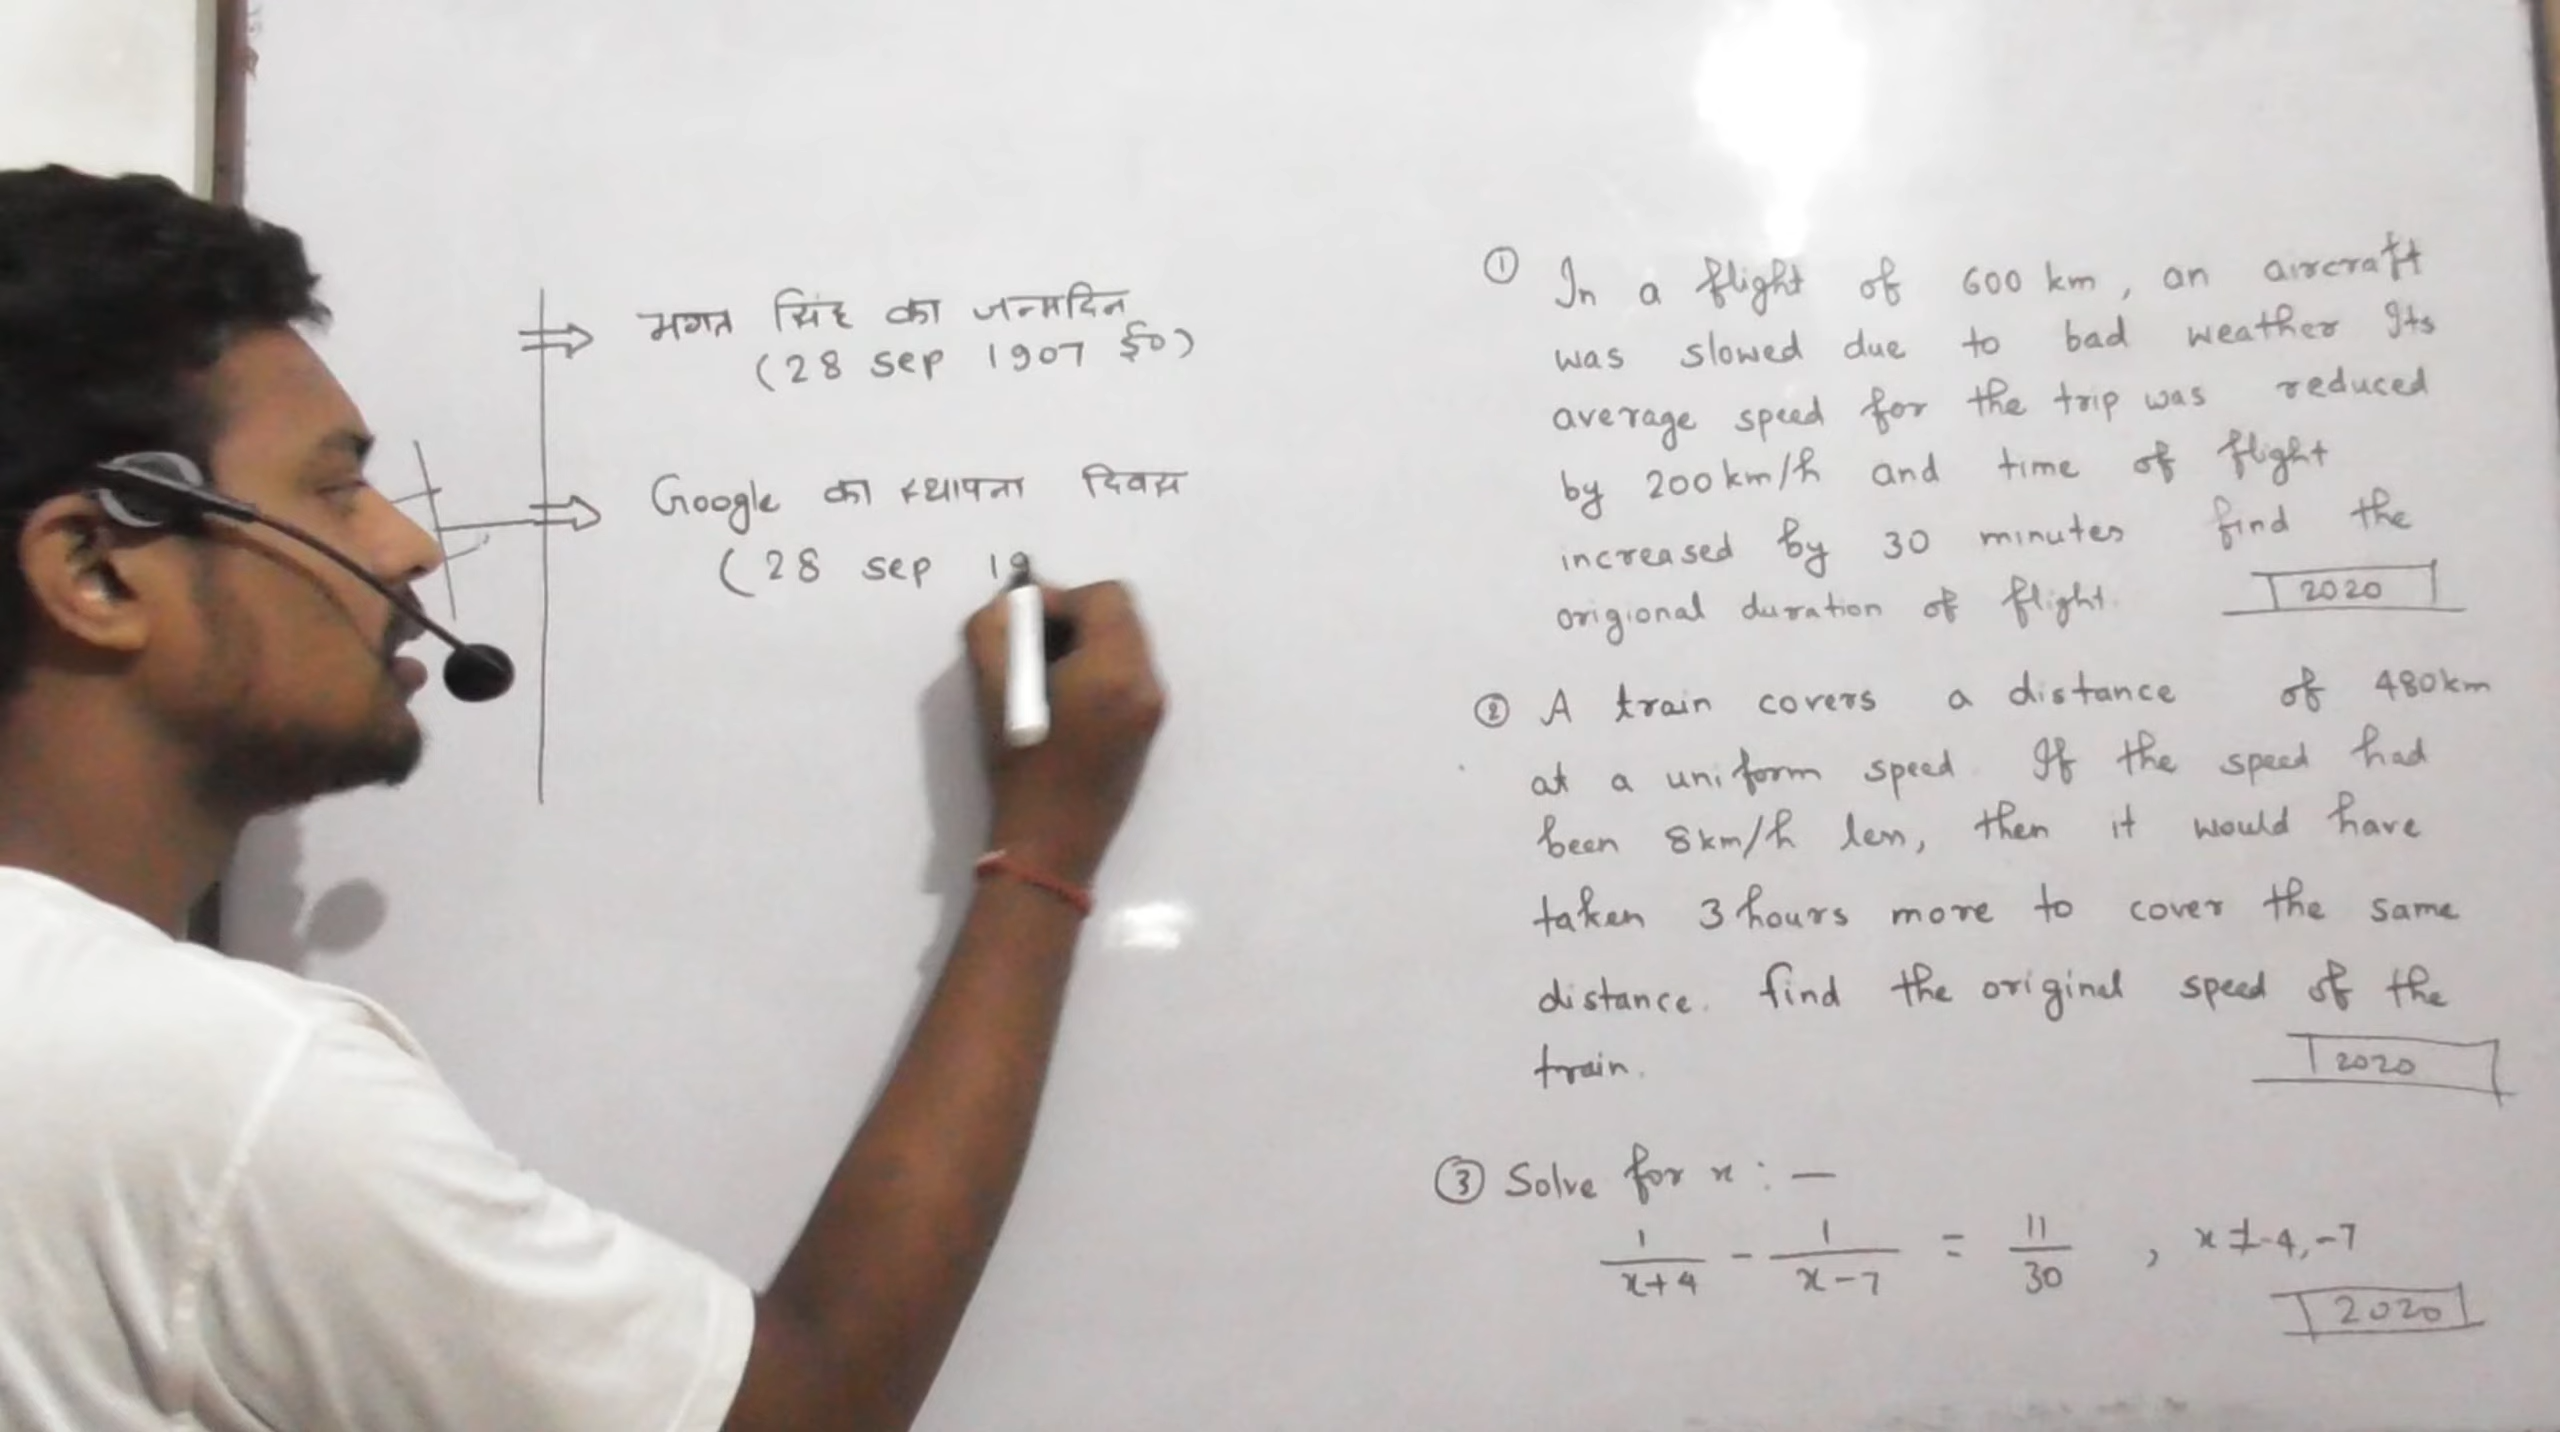 भगत सिंह का जन्मदिन
(28 sep 1907 ई०)
Google का स्थापना दिवस
(28 sep 19
① In a flight of 600 km, an aircraft
was slowed due to bad weather Its
average speed for the trip was reduced
by 200 km/h and time of flight
increased by 30 minutes find the
origional duration of flight.
2020
② A train covers a distance of 480km
at a uniform speed. If the speed had
been 8km/h less, then it would have
taken 3 hours more to cover the same
distance. find the original speed of the
train.
2020
③ Solve for x : —
1/(x+4) - 1/(x-7) = 11/30 , x ≠ -4, -7
2020